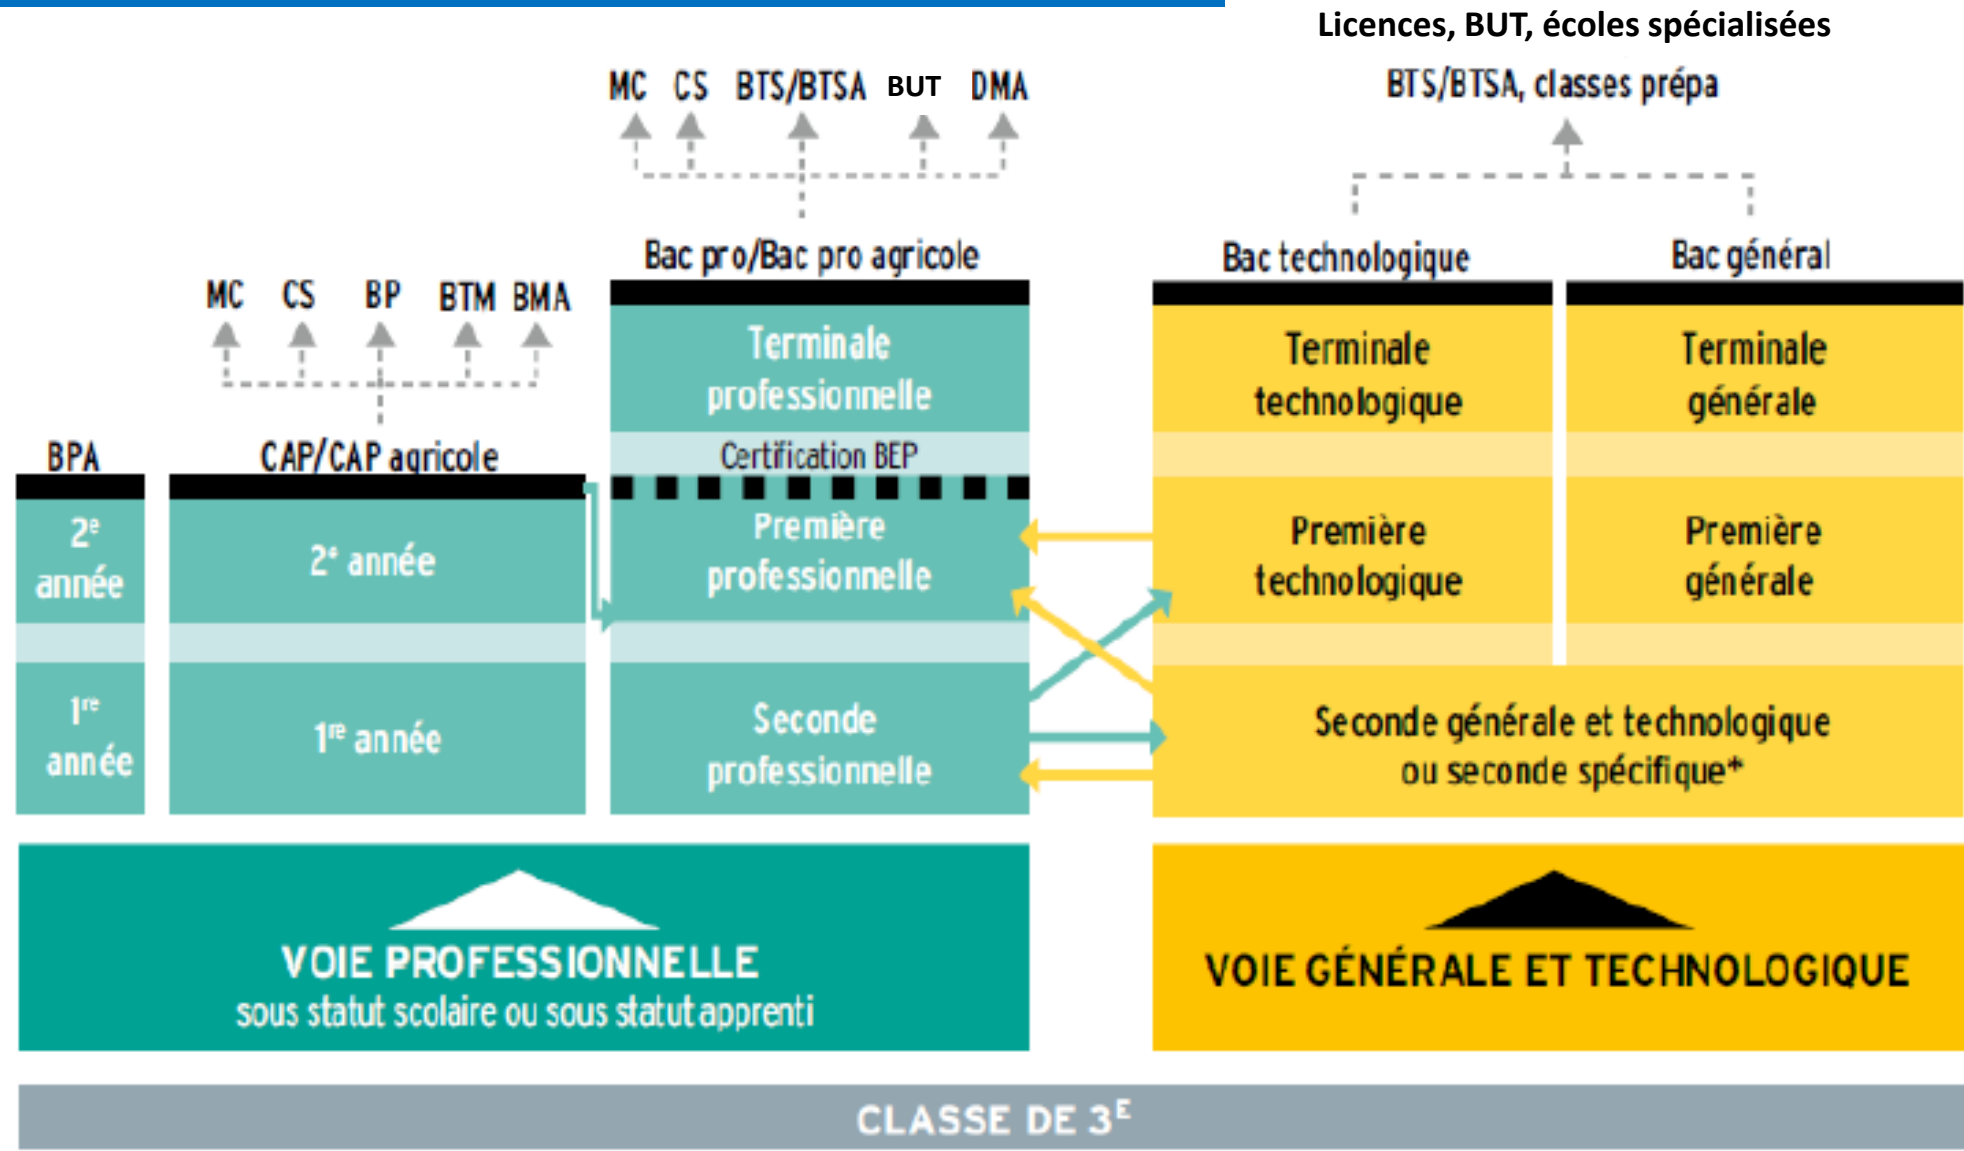 Licences, BUT, écoles spécialisées
MC CS BTS/BTSA BUT DMA
BTS/BTSA, classes prépa
Bac pro/Bac pro agricole
Bac technologique
Bac général
MC CS BP BTM BMA
Terminale
professionnelle
Terminale
technologique
Terminale
générale
BPA
CAP/CAP agricole
Certification BEP
2e
année
2e année
Première
professionnelle
Première
technologique
Première
générale
1re
année
1re année
Seconde
professionnelle
Seconde générale et technologique
ou seconde spécifique*
VOIE PROFESSIONNELLE
sous statut scolaire ou sous statut apprenti
VOIE GÉNÉRALE ET TECHNOLOGIQUE
CLASSE DE 3E